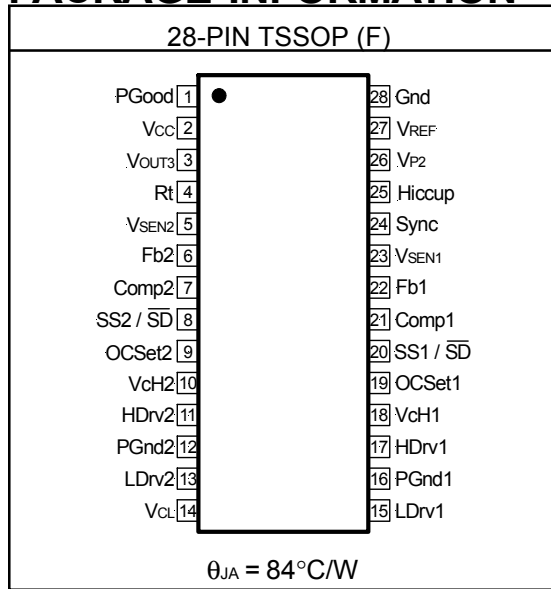 PACKAGE INFORMATION
28-PIN TSSOP (F)
PGood 1
VCC 2
VOUT3 3
Rt 4
VSEN2 5
Fb2 6
Comp2 7
SS2 / S̅D̅ 8
OCSet2 9
VcH2 10
HDrv2 11
PGnd2 12
LDrv2 13
VCL 14
28 Gnd
27 VREF
26 VP2
25 Hiccup
24 Sync
23 VSEN1
22 Fb1
21 Comp1
20 SS1 / S̅D̅
19 OCSet1
18 VcH1
17 HDrv1
16 PGnd1
15 LDrv1
θJA = 84°C/W